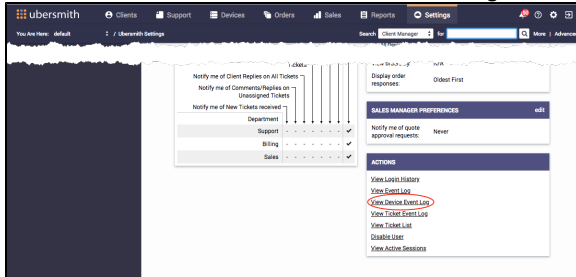 ubersmith
Clients
Support
Devices
Orders
Sales
Reports
Settings
You Are Here: default
/ Ubersmith Settings
Search Client Manager for
More | Advanced
Tickets
Notify me of Client Replies on All Tickets
Notify me of Comments/Replies on
Unassigned Tickets
Notify me of New Tickets received
Department
Support - - - - - - - ✔
Billing - - - - - - - ✔
Sales - - - - - - - ✔
Display order
responses: Oldest First
SALES MANAGER PREFERENCES edit
Notify me of quote
approval requests: Never
ACTIONS
View Login History
View Event Log
View Device Event Log
View Ticket Event Log
View Ticket List
Disable User
View Active Sessions